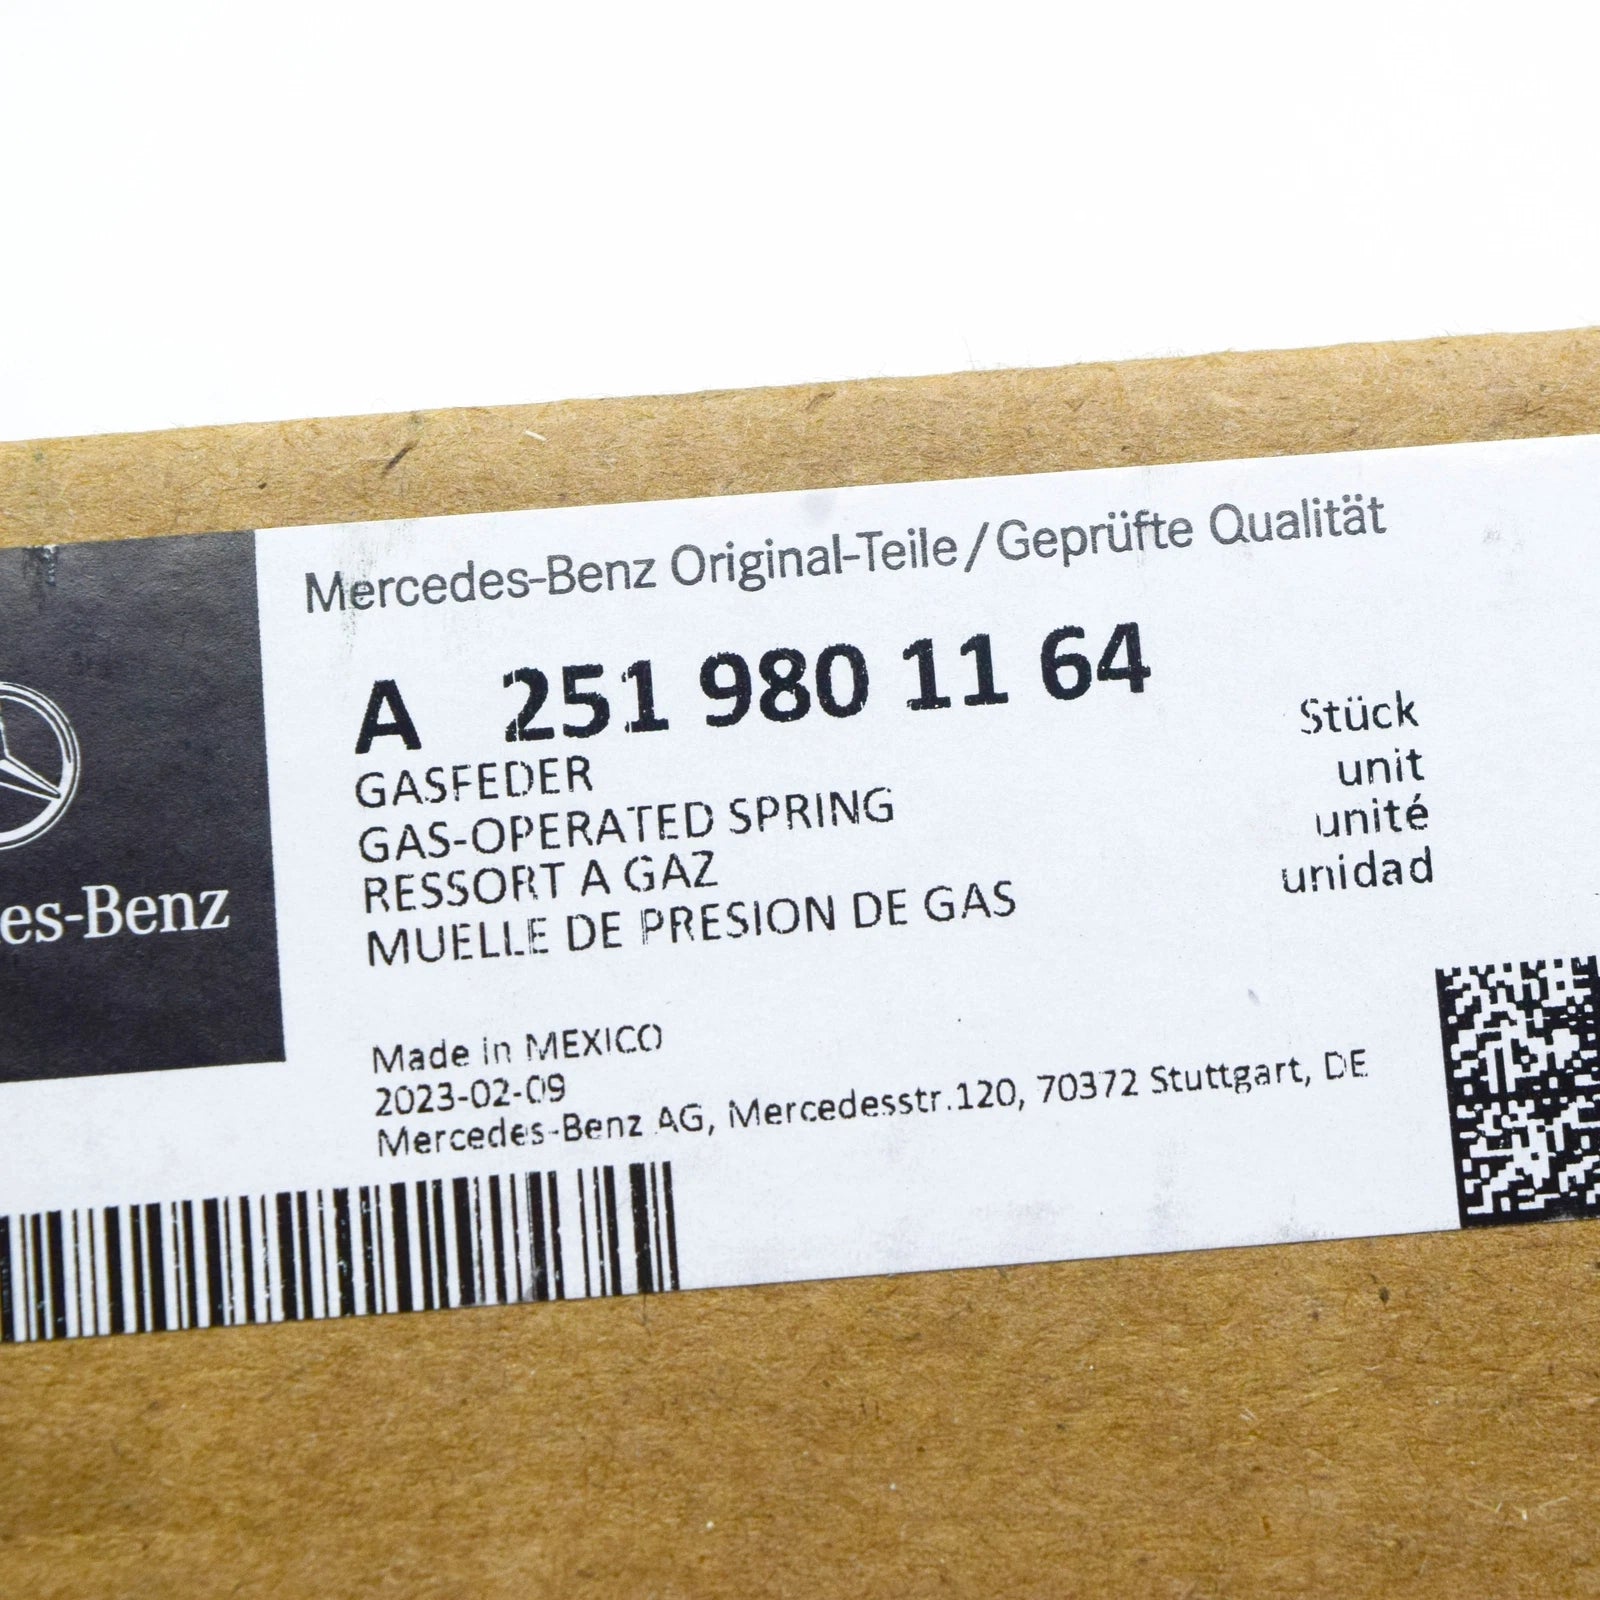 Mercedes-Benz Original-Teile/Geprüfte Qualität
A 251 980 11 64
GASFEDER
GAS-OPERATED SPRING
RESSORT A GAZ
MUELLE DE PRESION DE GAS
Stück
unit
unité
unidad
es-Benz
Made in MEXICO
2023-02-09
Mercedes-Benz AG, Mercedesstr.120, 70372 Stuttgart, DE